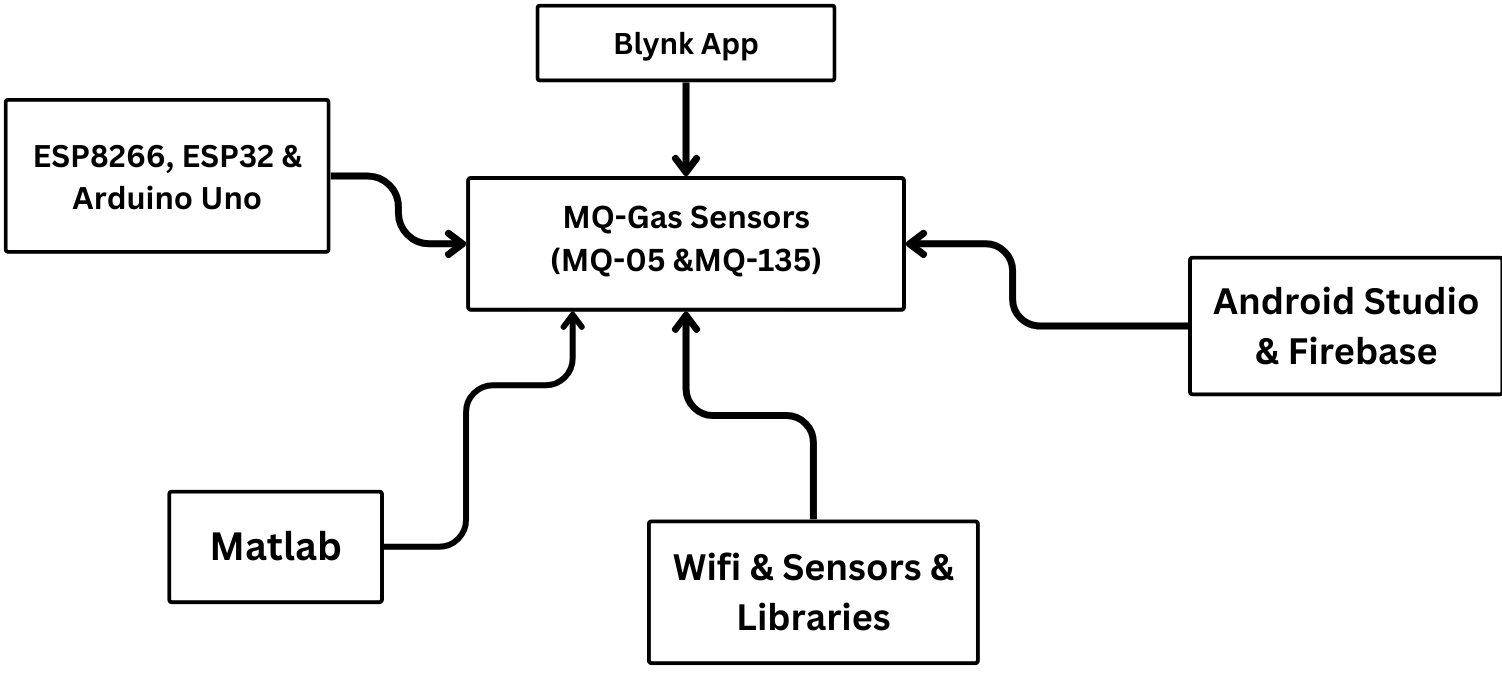 Blynk App
ESP8266, ESP32 &
Arduino Uno
MQ-Gas Sensors
(MQ-05 &MQ-135)
Android Studio
& Firebase
Matlab
Wifi & Sensors &
Libraries